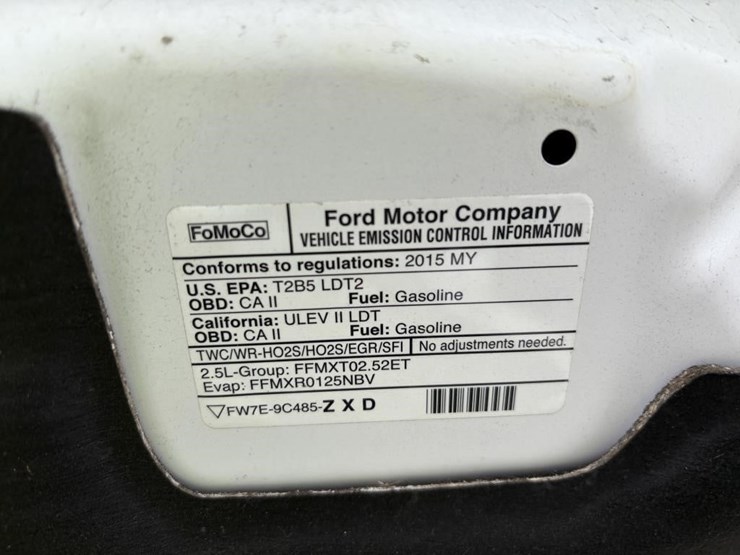 FoMoCo
Ford Motor Company
VEHICLE EMISSION CONTROL INFORMATION
Conforms to regulations: 2015 MY
U.S. EPA: T2B5 LDT2
OBD: CA II Fuel: Gasoline
California: ULEV II LDT
OBD: CA II Fuel: Gasoline
TWC/WR-HO2S/HO2S/EGR/SFI No adjustments needed.
2.5L-Group: FFMXT02.52ET
Evap: FFMXR0125NBV
▽FW7E-9C485-Z X D